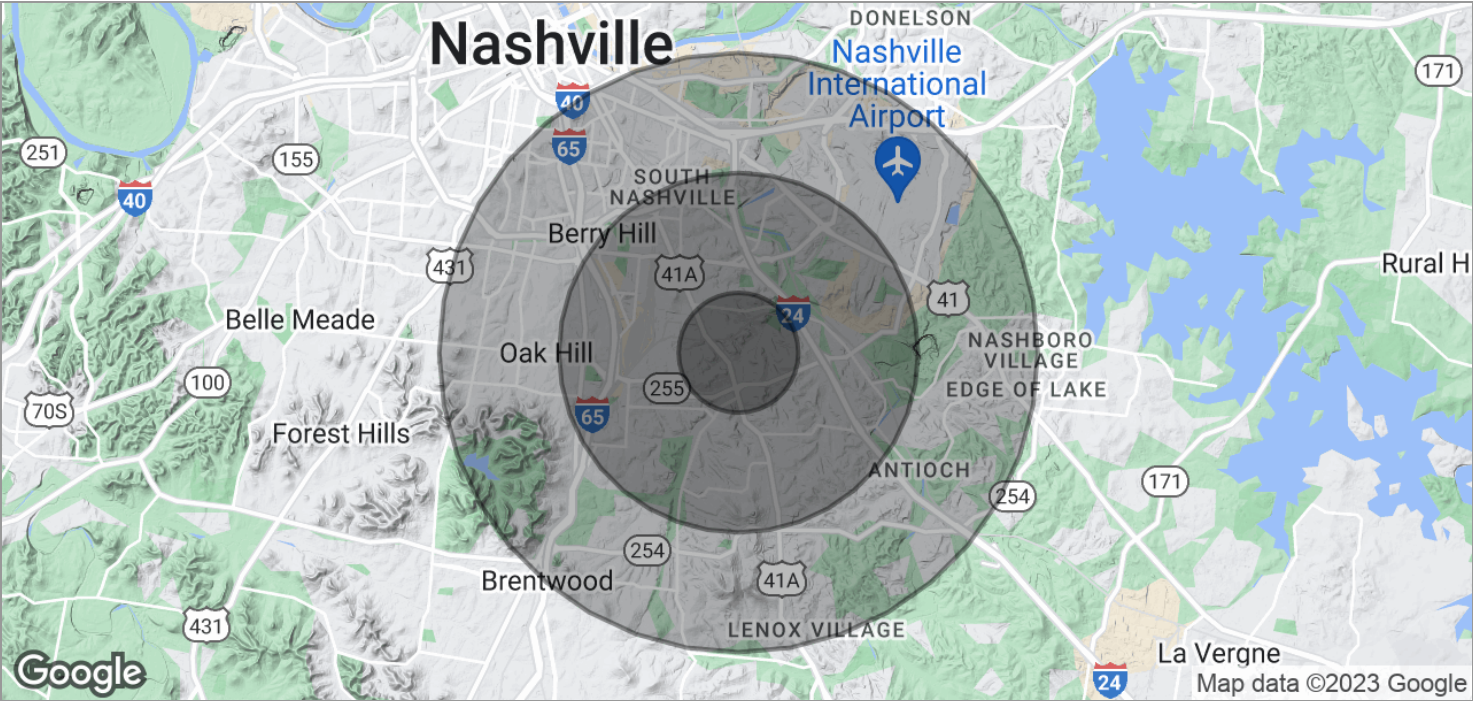 DONELSON
Nashville
Nashville
International
Airport
171
40
65
251
155
40
SOUTH
NASHVILLE
Berry Hill
431
41A
Rural H
41
24
Belle Meade
NASHBORO
VILLAGE
Oak Hill
100
255
EDGE OF LAKE
70S
65
Forest Hills
ANTIOCH
171
254
254
Brentwood
41A
431
LENOX VILLAGE
La Vergne
Google
24
Map data ©2023 Google